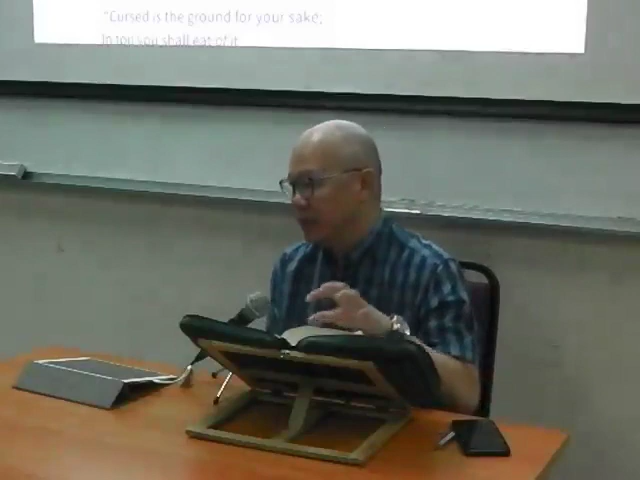 "Cursed is the ground for your sake;
In toil you shall eat of it